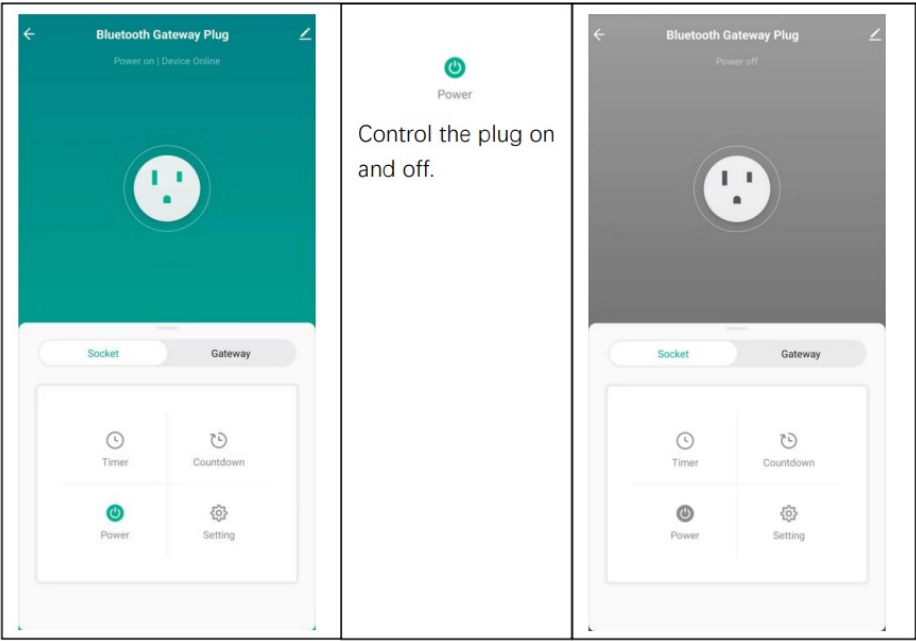 Bluetooth Gateway Plug
Power on | Device Online
Socket
Gateway
Timer
Countdown
Power
Setting
Power
Control the plug on
and off.
Bluetooth Gateway Plug
Power off
Socket
Gateway
Timer
Countdown
Power
Setting